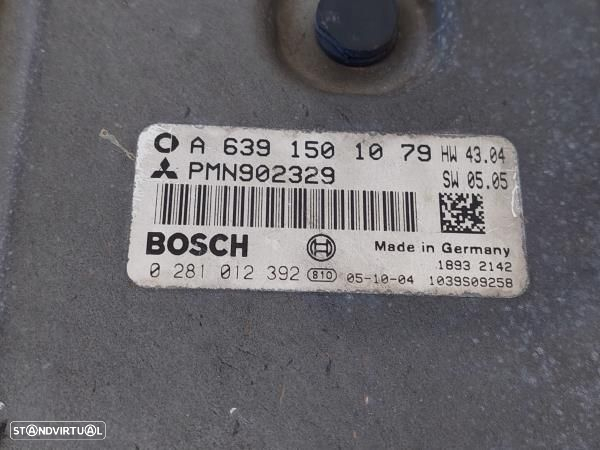 A 639 150 10 79 HW 43.04
PMN902329 SW 05.05
BOSCH Made in Germany
1893 2142
0 281 012 392 810 05-10-04 1039S09258
STANDVIRTUAL